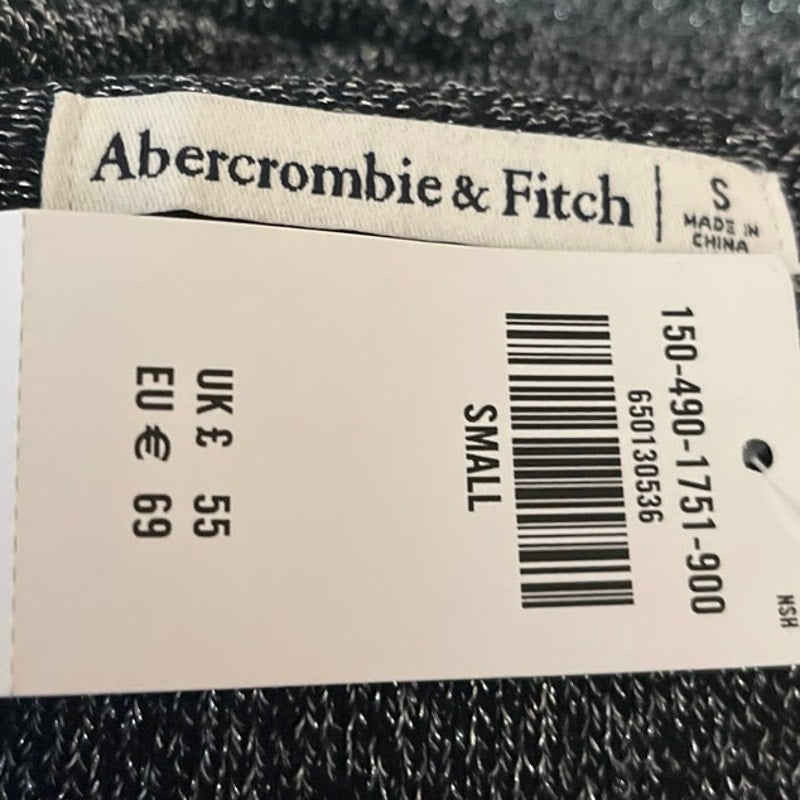 Abercrombie & Fitch | S
MADE IN
CHINA
NSH
150-490-1751-900
650130536
SMALL
UK £ 55
EU € 69